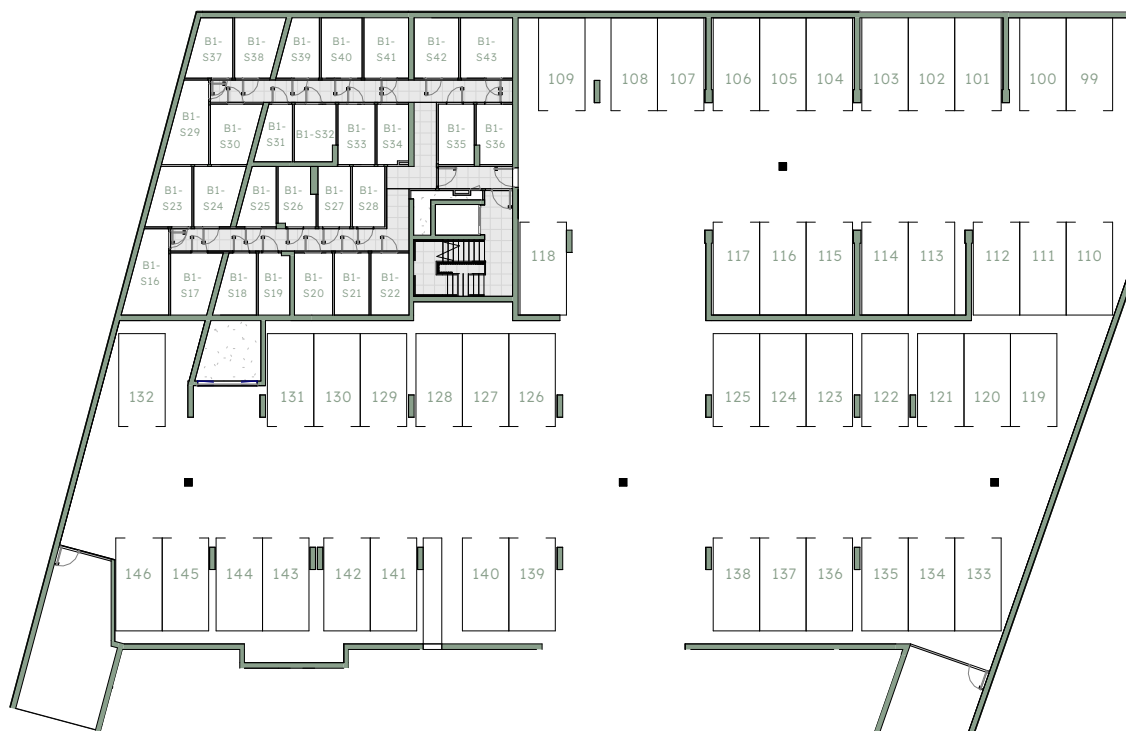 B1-
S37
B1-
S38
B1-
S39
B1-
S40
B1-
S41
B1-
S42
B1-
S43
109
108
107
106
105
104
103
102
101
100
99
B1-
S29
B1-
S30
B1-
S31
B1-S32
B1-
S33
B1-
S34
B1-
S35
B1-
S36
B1-
S23
B1-
S24
B1-
S25
B1-
S26
B1-
S27
B1-
S28
B1-
S16
B1-
S17
B1-
S18
B1-
S19
B1-
S20
B1-
S21
B1-
S22
118
117
116
115
114
113
112
111
110
132
131
130
129
128
127
126
125
124
123
122
121
120
119
146
145
144
143
142
141
140
139
138
137
136
135
134
133